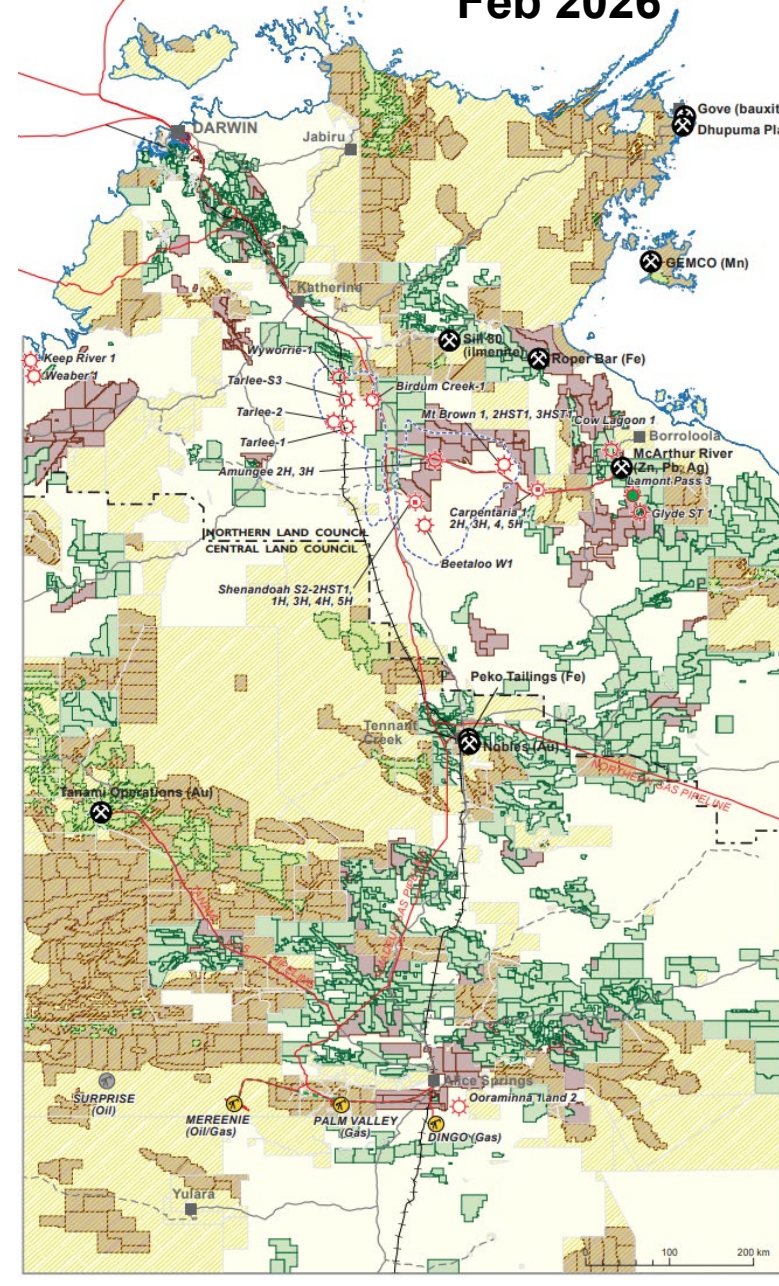 Feb 2026
Gove (bauxit
DARWIN
Dhupuma Pla
Jabiru
GEMCO (Mn)
Katherine
Sill 80
(ilmenite)
Wyworrie-1
Roper Bar (Fe)
Keep River 1
Weaber 1
Tarlee-S3
Birdum Creek-1
Tarlee-2
Mt Brown 1, 2HST1, 3HST1
Cow Lagoon 1
Tarlee-1
Borroloola
McArthur River
(Zn, Pb, Ag)
Amungee 2H, 3H
Lamont Pass 3
Carpentaria 1,
2H, 3H, 4, 5H
Glyde ST 1
NORTHERN LAND COUNCIL
CENTRAL LAND COUNCIL
Beetaloo W1
Shenandoah S2-2HST1,
1H, 3H, 4H, 5H
Peko Tailings (Fe)
Tennant
Creek
Nobles (Au)
NORTHERN GAS PIPELINE
Tanami Operations (Au)
TANAMI
GAS PIPELINE
PIPELINE
Alice Springs
SURPRISE
(Oil)
Ooraminna 1 and 2
MEREENIE
(Oil/Gas)
PALM VALLEY
(Gas)
DINGO (Gas)
Yulara
0 100 200 km